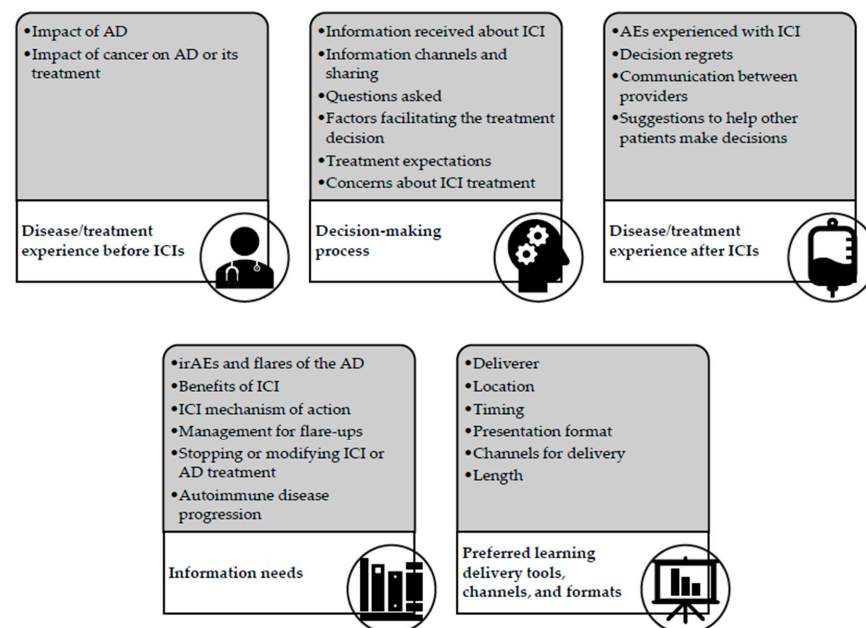 •Impact of AD
•Impact of cancer on AD or its
treatment
Disease/treatment
experience before ICIs
•Information received about ICI
•Information channels and
sharing
•Questions asked
•Factors facilitating the treatment
decision
•Treatment expectations
•Concerns about ICI treatment
Decision-making
process
•AEs experienced with ICI
•Decision regrets
•Communication between
providers
•Suggestions to help other
patients make decisions
Disease/treatment
experience after ICIs
•irAEs and flares of the AD
•Benefits of ICI
•ICI mechanism of action
•Management for flare-ups
•Stopping or modifying ICI or
AD treatment
•Autoimmune disease
progression
Information needs
•Deliverer
•Location
•Timing
•Presentation format
•Channels for delivery
•Length
Preferred learning
delivery tools,
channels, and formats